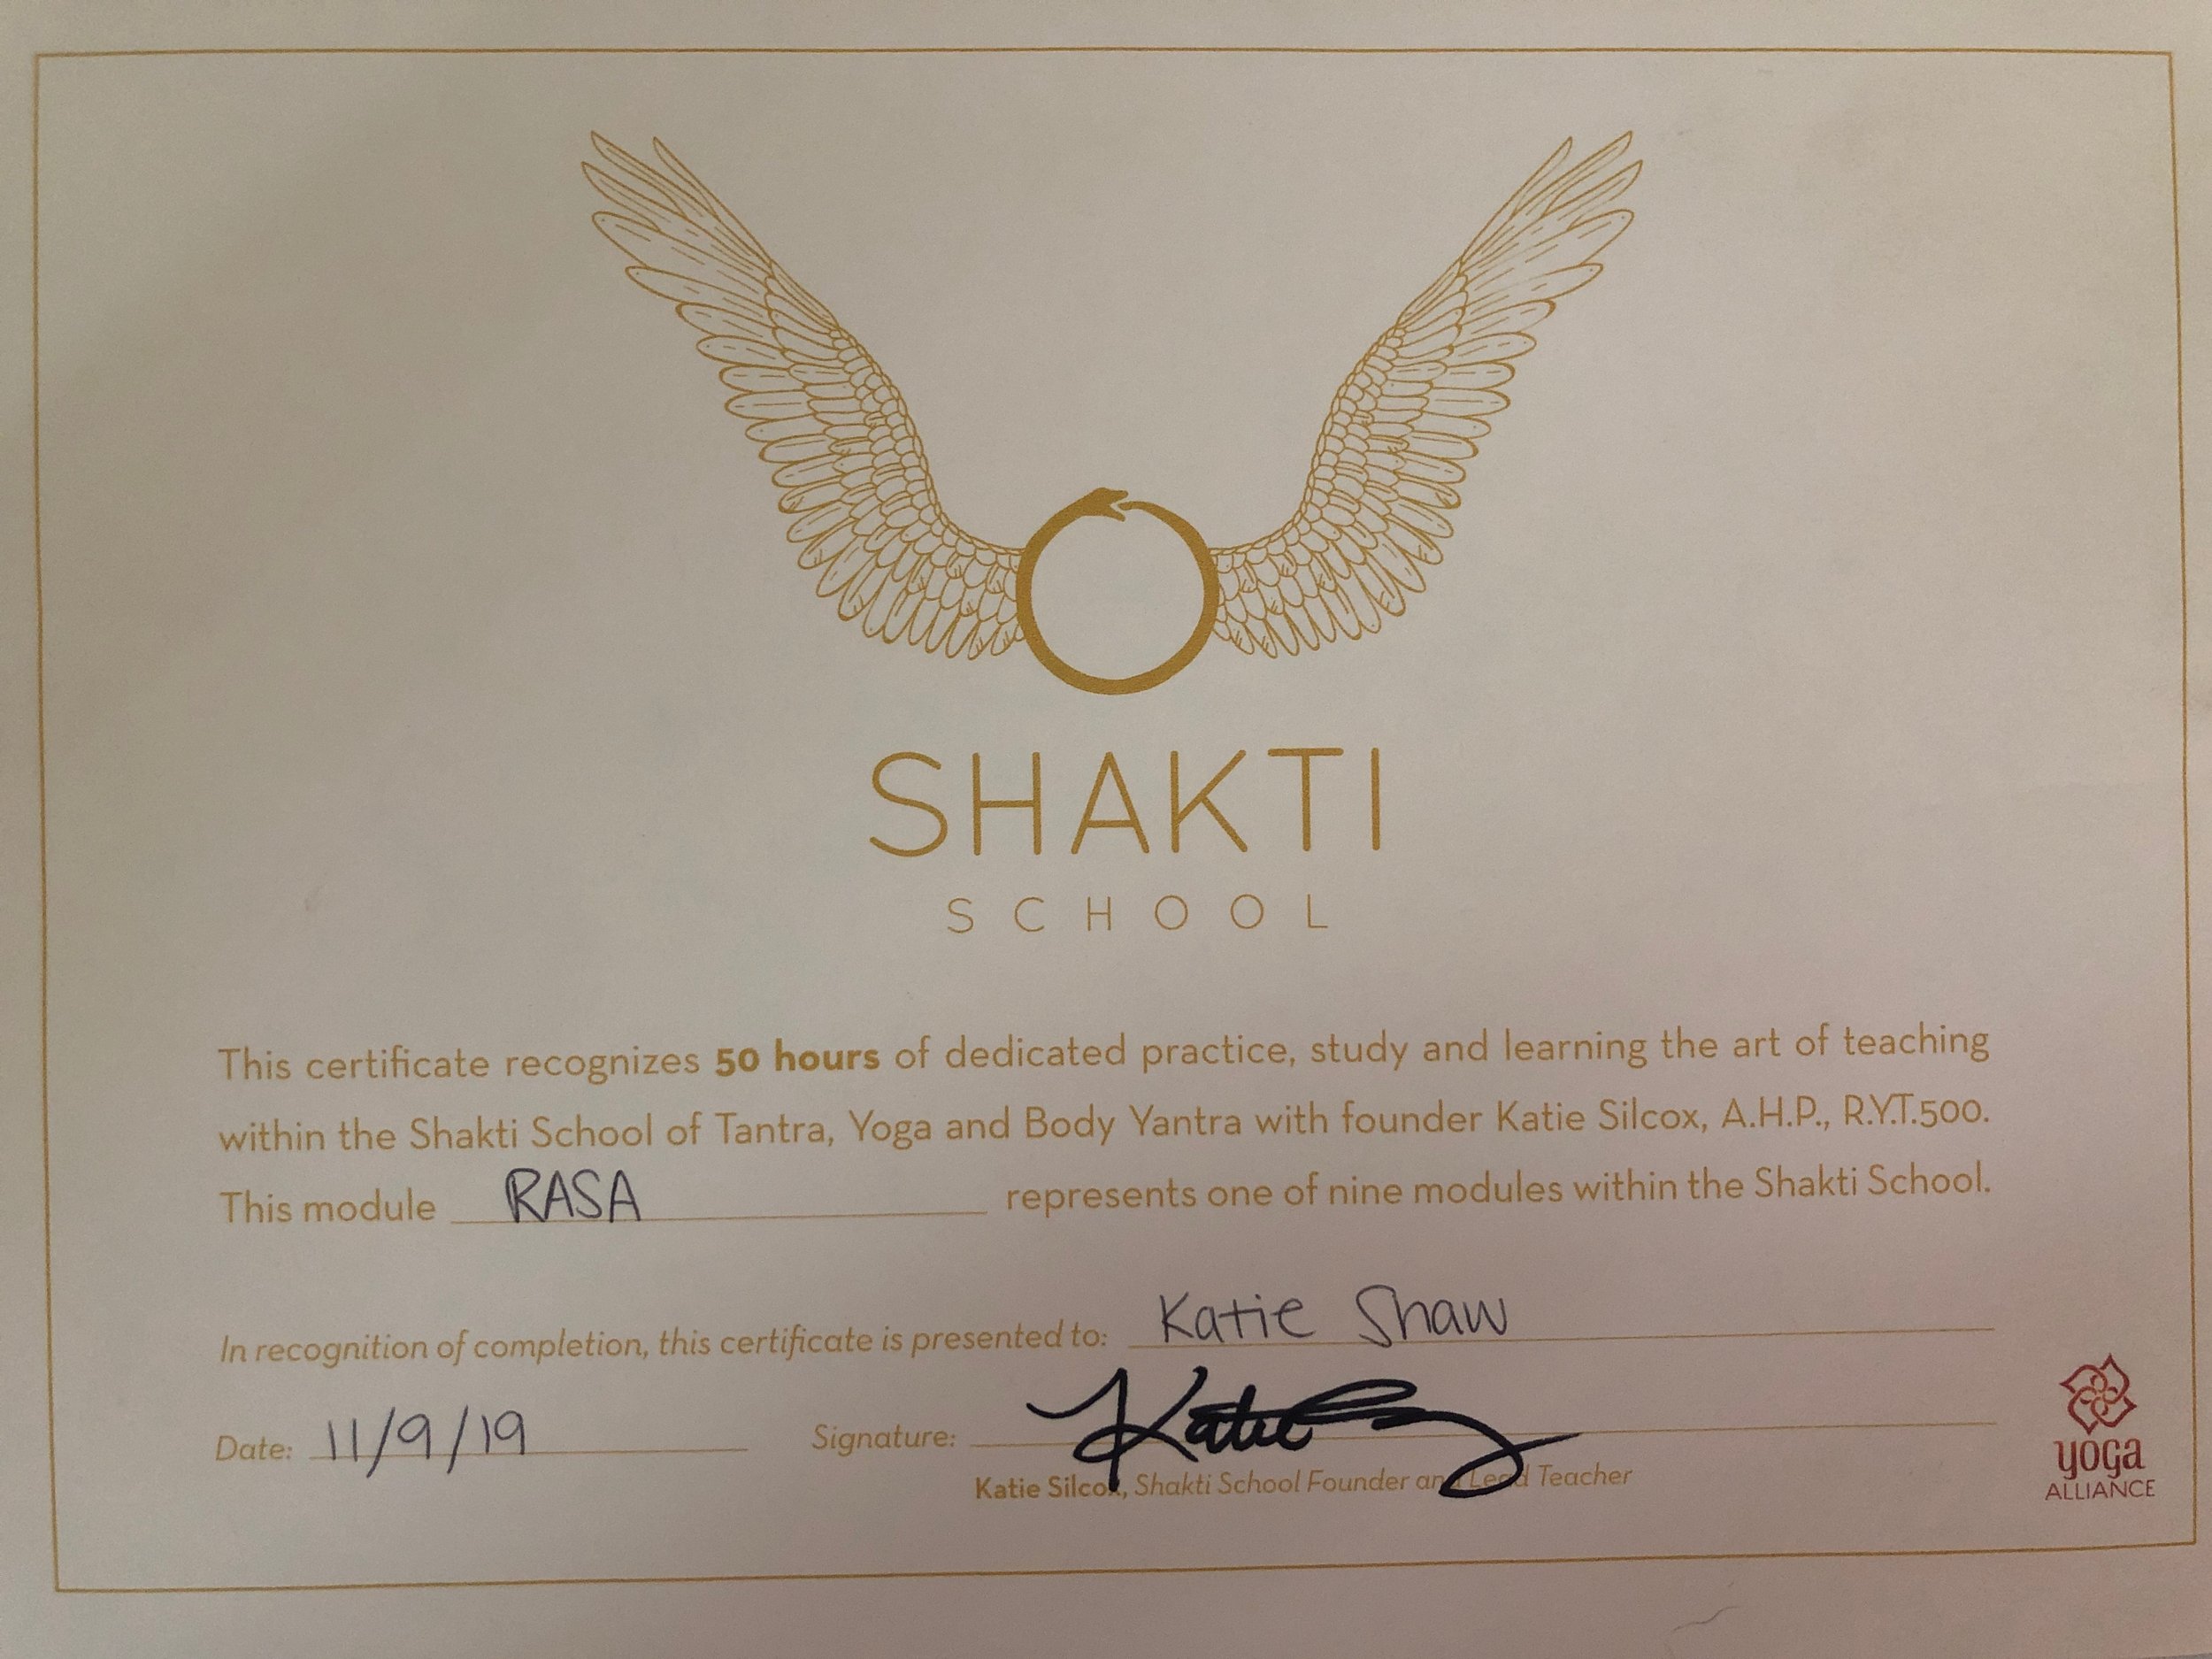 SHAKTI
SCHOOL
This certificate recognizes 50 hours of dedicated practice, study and learning the art of teaching
within the Shakti School of Tantra, Yoga and Body Yantra with founder Katie Silcox, A.H.P., R.Y.T.500.
This module RASA represents one of nine modules within the Shakti School.
In recognition of completion, this certificate is presented to: Katie Shaw
Date: 11/9/19 Signature: Katie
Katie Silcox, Shakti School Founder and Lead Teacher
yoga
ALLIANCE